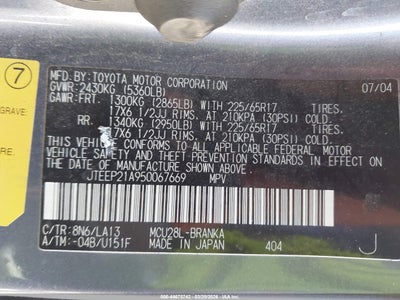 7
GRAVE
MFD.BY:TOYOTA MOTOR CORPORATION 07/04
GVWR:2430KG (5360LB)
GAWR:FRT. 1300KG (2865LB) WITH 225/65R17 TIRES.
17X6 1/2JJ RIMS. AT 210KPA (30PSI) COLD
RR. 1340KG (2950LB) WITH 225/65R17 TIRES.
17X6 1/2JJ RIMS. AT 210KPA (30PSI) COLD
THIS VEHICLE CONFORMS TO ALL APPLICABLE FEDERAL MOTOR
VEHICLE SAFETY AND THEFT PREVENTION STANDARDS IN EFFECT
ON THE DATE OF MANUFACTURE SHOWN ABOVE.
JTEEP21A950067669 MPV
C/TR: 8N6/LA13 MCU28L-BRANKA
A/TM:-04B/U151F MADE IN JAPAN 404 J